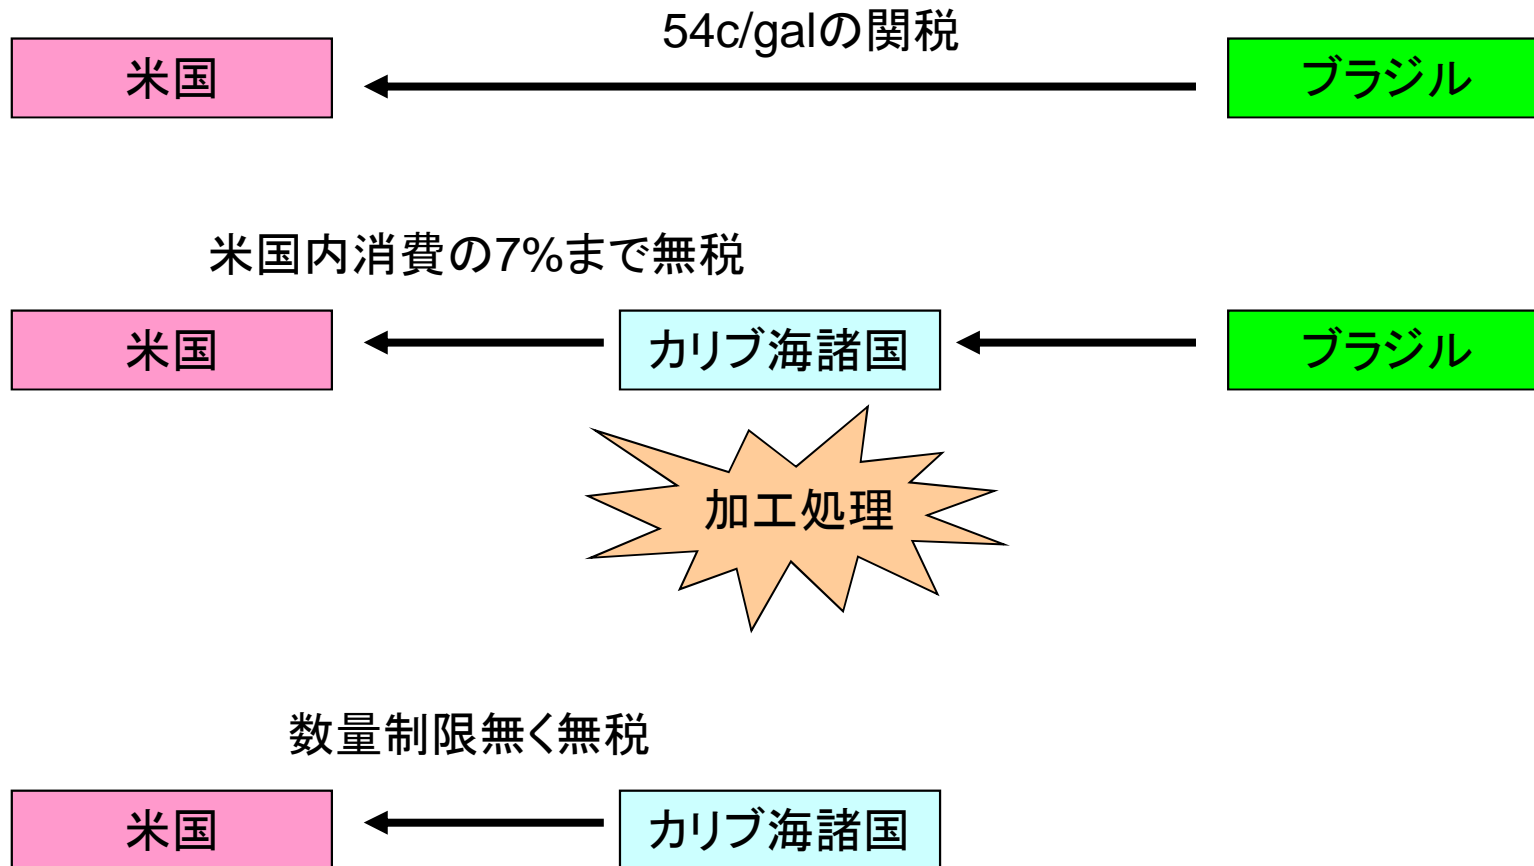 54c/galの関税
米国
ブラジル
米国内消費の7%まで無税
米国
カリブ海諸国
ブラジル
加工処理
数量制限無く無税
米国
カリブ海諸国